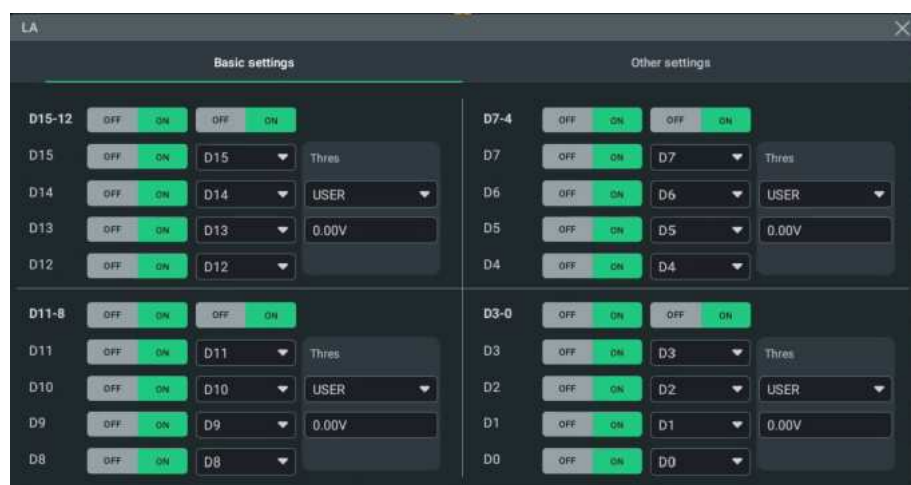 LA
Basic settings Other settings
D15-12 OFF ON OFF ON
D15 OFF ON D15 Thres
D14 OFF ON D14 USER
D13 OFF ON D13 0.00V
D12 OFF ON D12
D7-4 OFF ON OFF ON
D7 OFF ON D7 Thres
D6 OFF ON D6 USER
D5 OFF ON D5 0.00V
D4 OFF ON D4
D11-8 OFF ON OFF ON
D11 OFF ON D11 Thres
D10 OFF ON D10 USER
D9 OFF ON D9 0.00V
D8 OFF ON D8
D3-0 OFF ON OFF ON
D3 OFF ON D3 Thres
D2 OFF ON D2 USER
D1 OFF ON D1 0.00V
D0 OFF ON D0